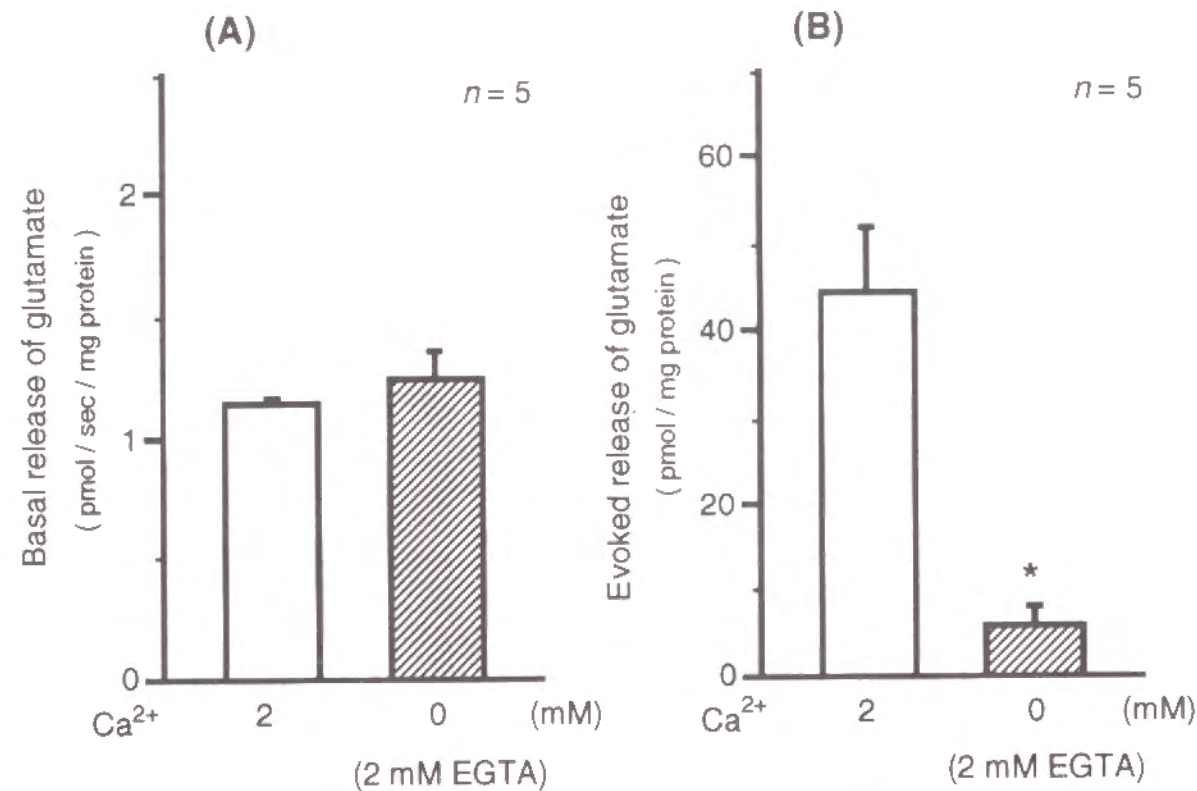 (A)
n = 5
2
1
0
Basal release of glutamate
( pmol / sec / mg protein )
Ca²⁺ 2 0 (mM)
(2 mM EGTA)
(B)
n = 5
60
40
20
0
Evoked release of glutamate
( pmol / mg protein )
*
Ca²⁺ 2 0 (mM)
(2 mM EGTA)